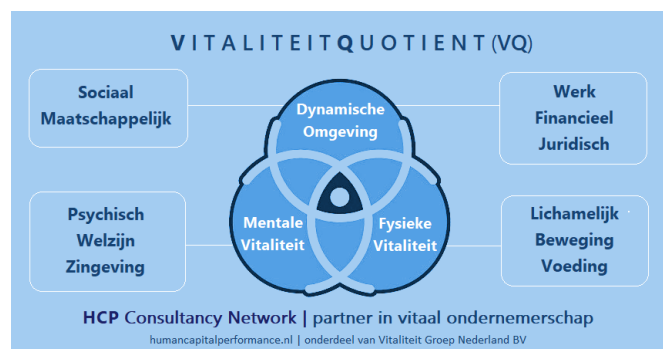 VITALITEITQUOTIENT (VQ)
Sociaal
Maatschappelijk
Dynamische
Omgeving
Werk
Financieel
Juridisch
Psychisch
Welzijn
Zingeving
Mentale
Vitaliteit
Fysieke
Vitaliteit
Lichamelijk
Beweging
Voeding
HCP Consultancy Network | partner in vitaal ondernemerschap
humancapitalperformance.nl | onderdeel van Vitaliteit Groep Nederland BV